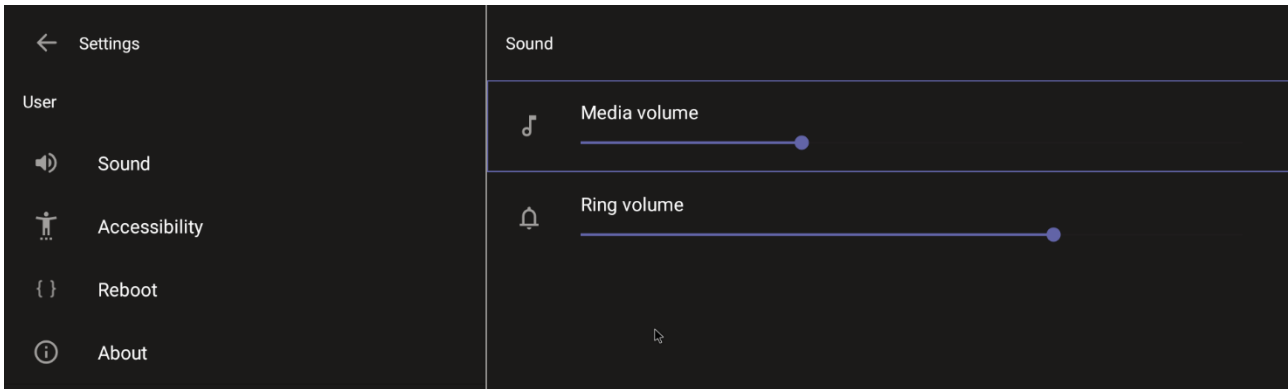 Settings
User
Sound
Accessibility
Reboot
About
Sound
Media volume
Ring volume